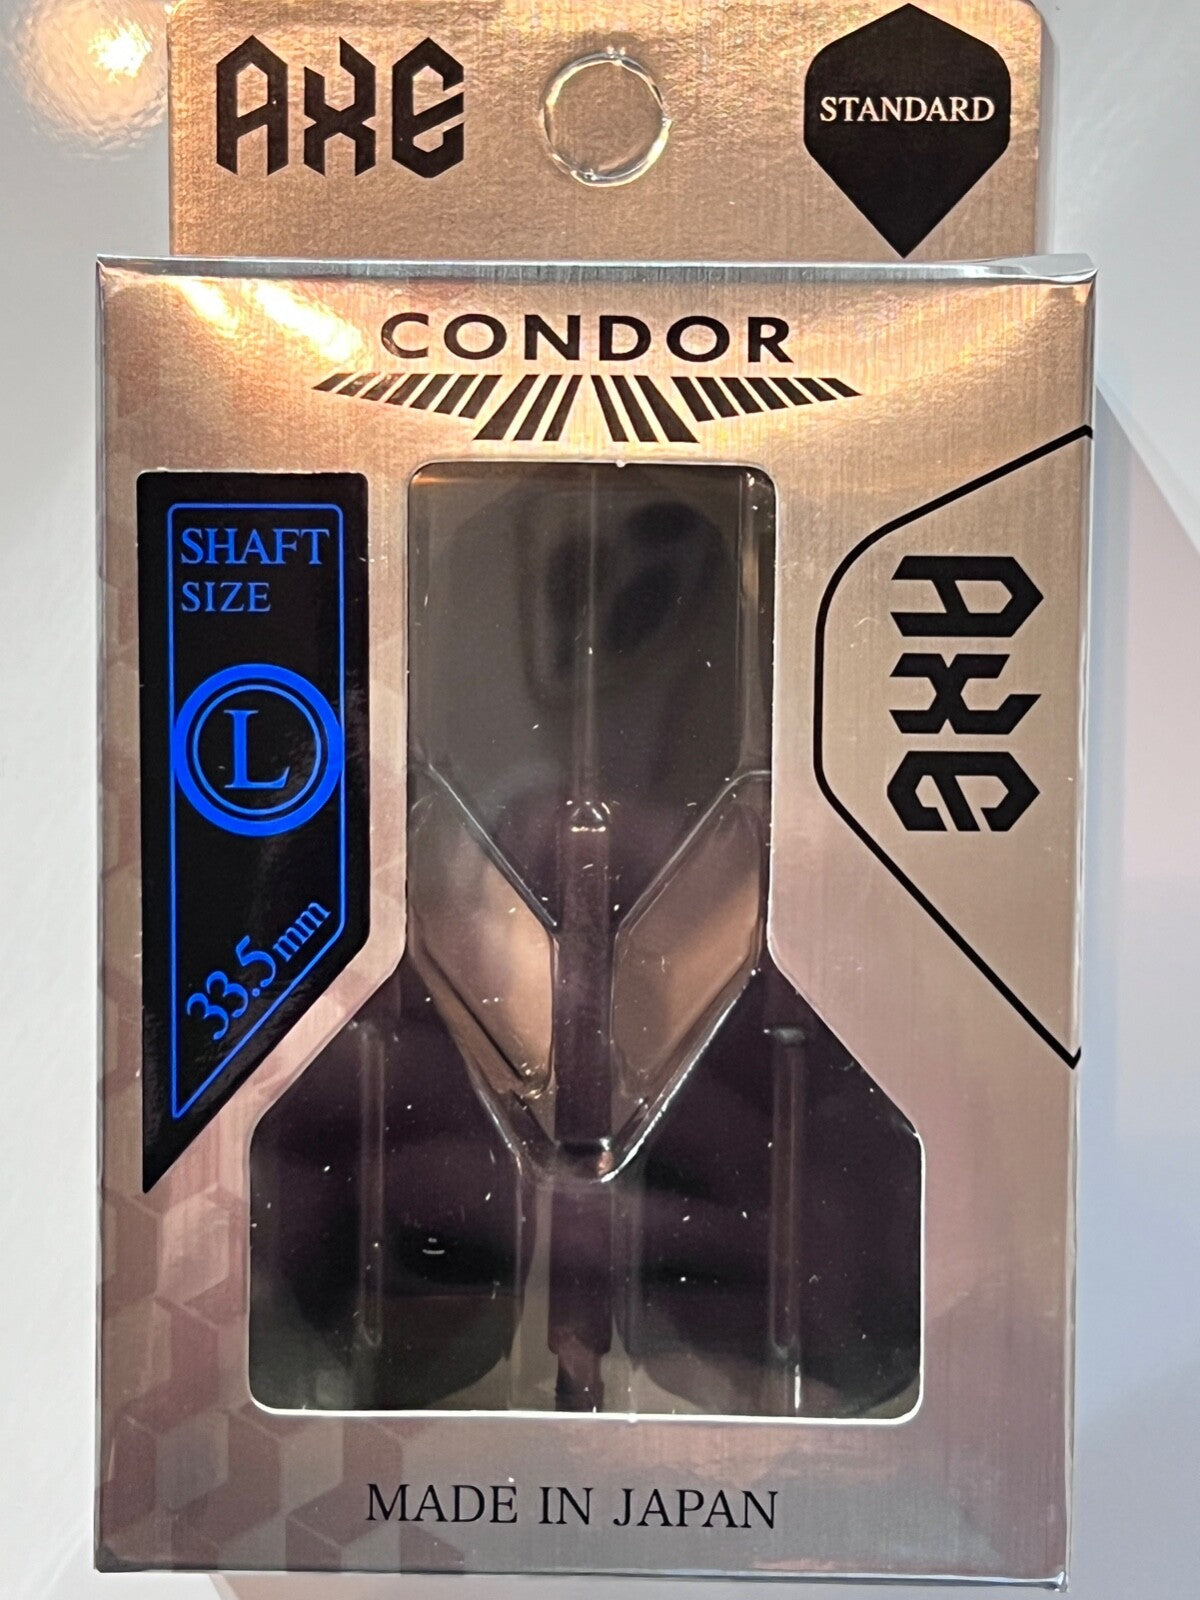 AXE
STANDARD
CONDOR
SHAFT
SIZE
L
33.5mm
AXE
MADE IN JAPAN